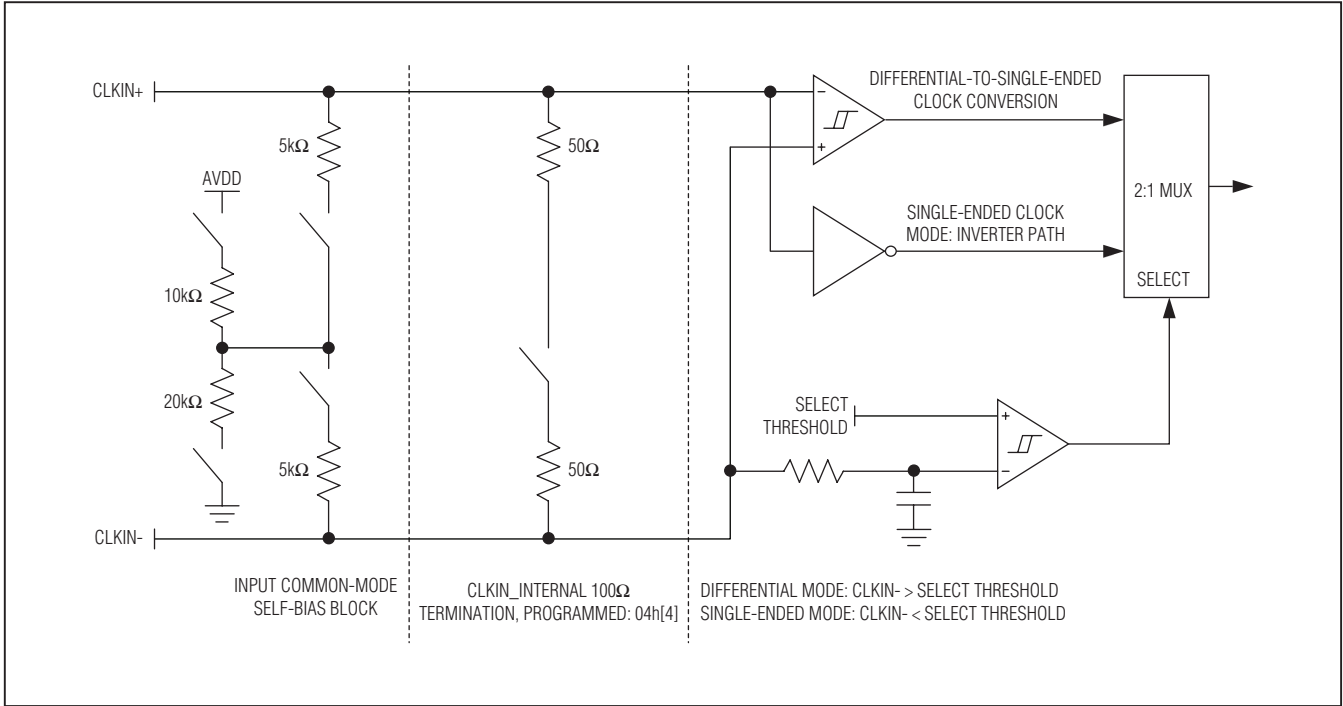 CLKIN+
5kΩ
AVDD
10kΩ
20kΩ
5kΩ
CLKIN-
INPUT COMMON-MODE
SELF-BIAS BLOCK
50Ω
50Ω
CLKIN_INTERNAL 100Ω
TERMINATION, PROGRAMMED: 04h[4]
-
+
DIFFERENTIAL-TO-SINGLE-ENDED
CLOCK CONVERSION
SINGLE-ENDED CLOCK
MODE: INVERTER PATH
2:1 MUX
SELECT
SELECT
THRESHOLD
+
-
DIFFERENTIAL MODE: CLKIN- > SELECT THRESHOLD
SINGLE-ENDED MODE: CLKIN- < SELECT THRESHOLD